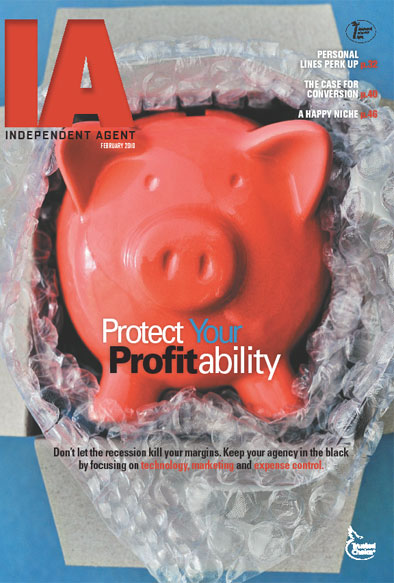 IA
INDEPENDENT AGENT
FEBRUARY 2010
PERSONAL
LINES PERK UP
THE CASE FOR
CONVERSION p.40
A HAPPY NICHE p.46
Protect Your
Profitability
Don't let the recession kill your margins. Keep your agency in the black
by focusing on technology, marketing and expense control.
Trusted
Choice